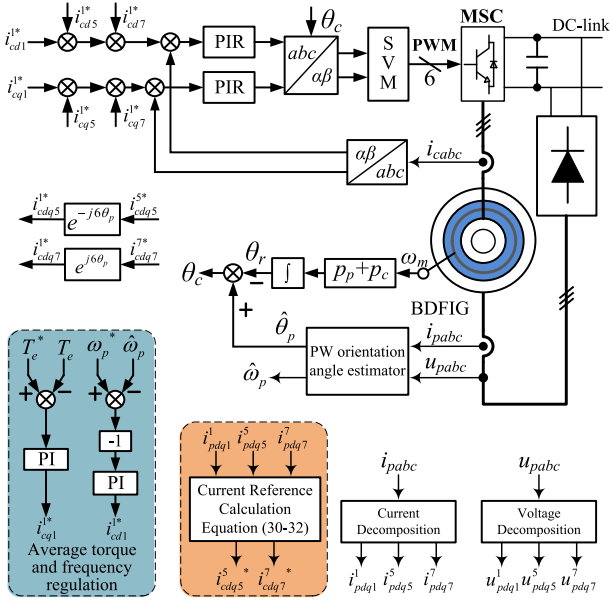 i_{cd5}^{1*} i_{cd7}^{1*} θ_c MSC DC-link
i_{cd1}^{1*} PIR abc αβ SVM PWM 6
i_{cq1}^{1*} PIR
i_{cq5}^{1*} i_{cq7}^{1*}
αβ abc i_{cabc}
i_{cdq5}^{1*} e^{-j6θ_p} i_{cdq5}^{5*}
i_{cdq7}^{1*} e^{j6θ_p} i_{cdq7}^{7*}
θ_c θ_r − ∫ p_p+p_c ω_m
+ BDFIG
θ̂_p
ω̂_p
PW orientation
angle estimator
i_{pabc}
u_{pabc}
T_e^* T_e ω_p^* ω̂_p
+ − + −
-1
PI PI
i_{cq1}^{1*} i_{cd1}^{1*}
Average torque
and frequency
regulation
i_{pdq1}^{1} i_{pdq5}^{5} i_{pdq7}^{7}
Current Reference
Calculation
Equation (30-32)
i_{cdq5}^{5}* i_{cdq7}^{7}*
i_{pabc}
Current
Decomposition
i_{pdq1}^{1} i_{pdq5}^{5} i_{pdq7}^{7}
u_{pabc}
Voltage
Decomposition
u_{pdq1}^{1} u_{pdq5}^{5} u_{pdq7}^{7}